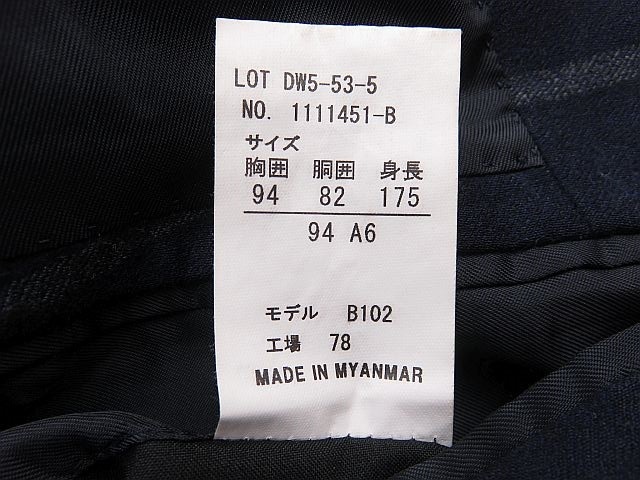 LOT DW5-53-5
NO. 1111451-B
サイズ
胸囲 胴囲 身長
94 82 175
94 A6
モデル B102
工場 78
MADE IN MYANMAR